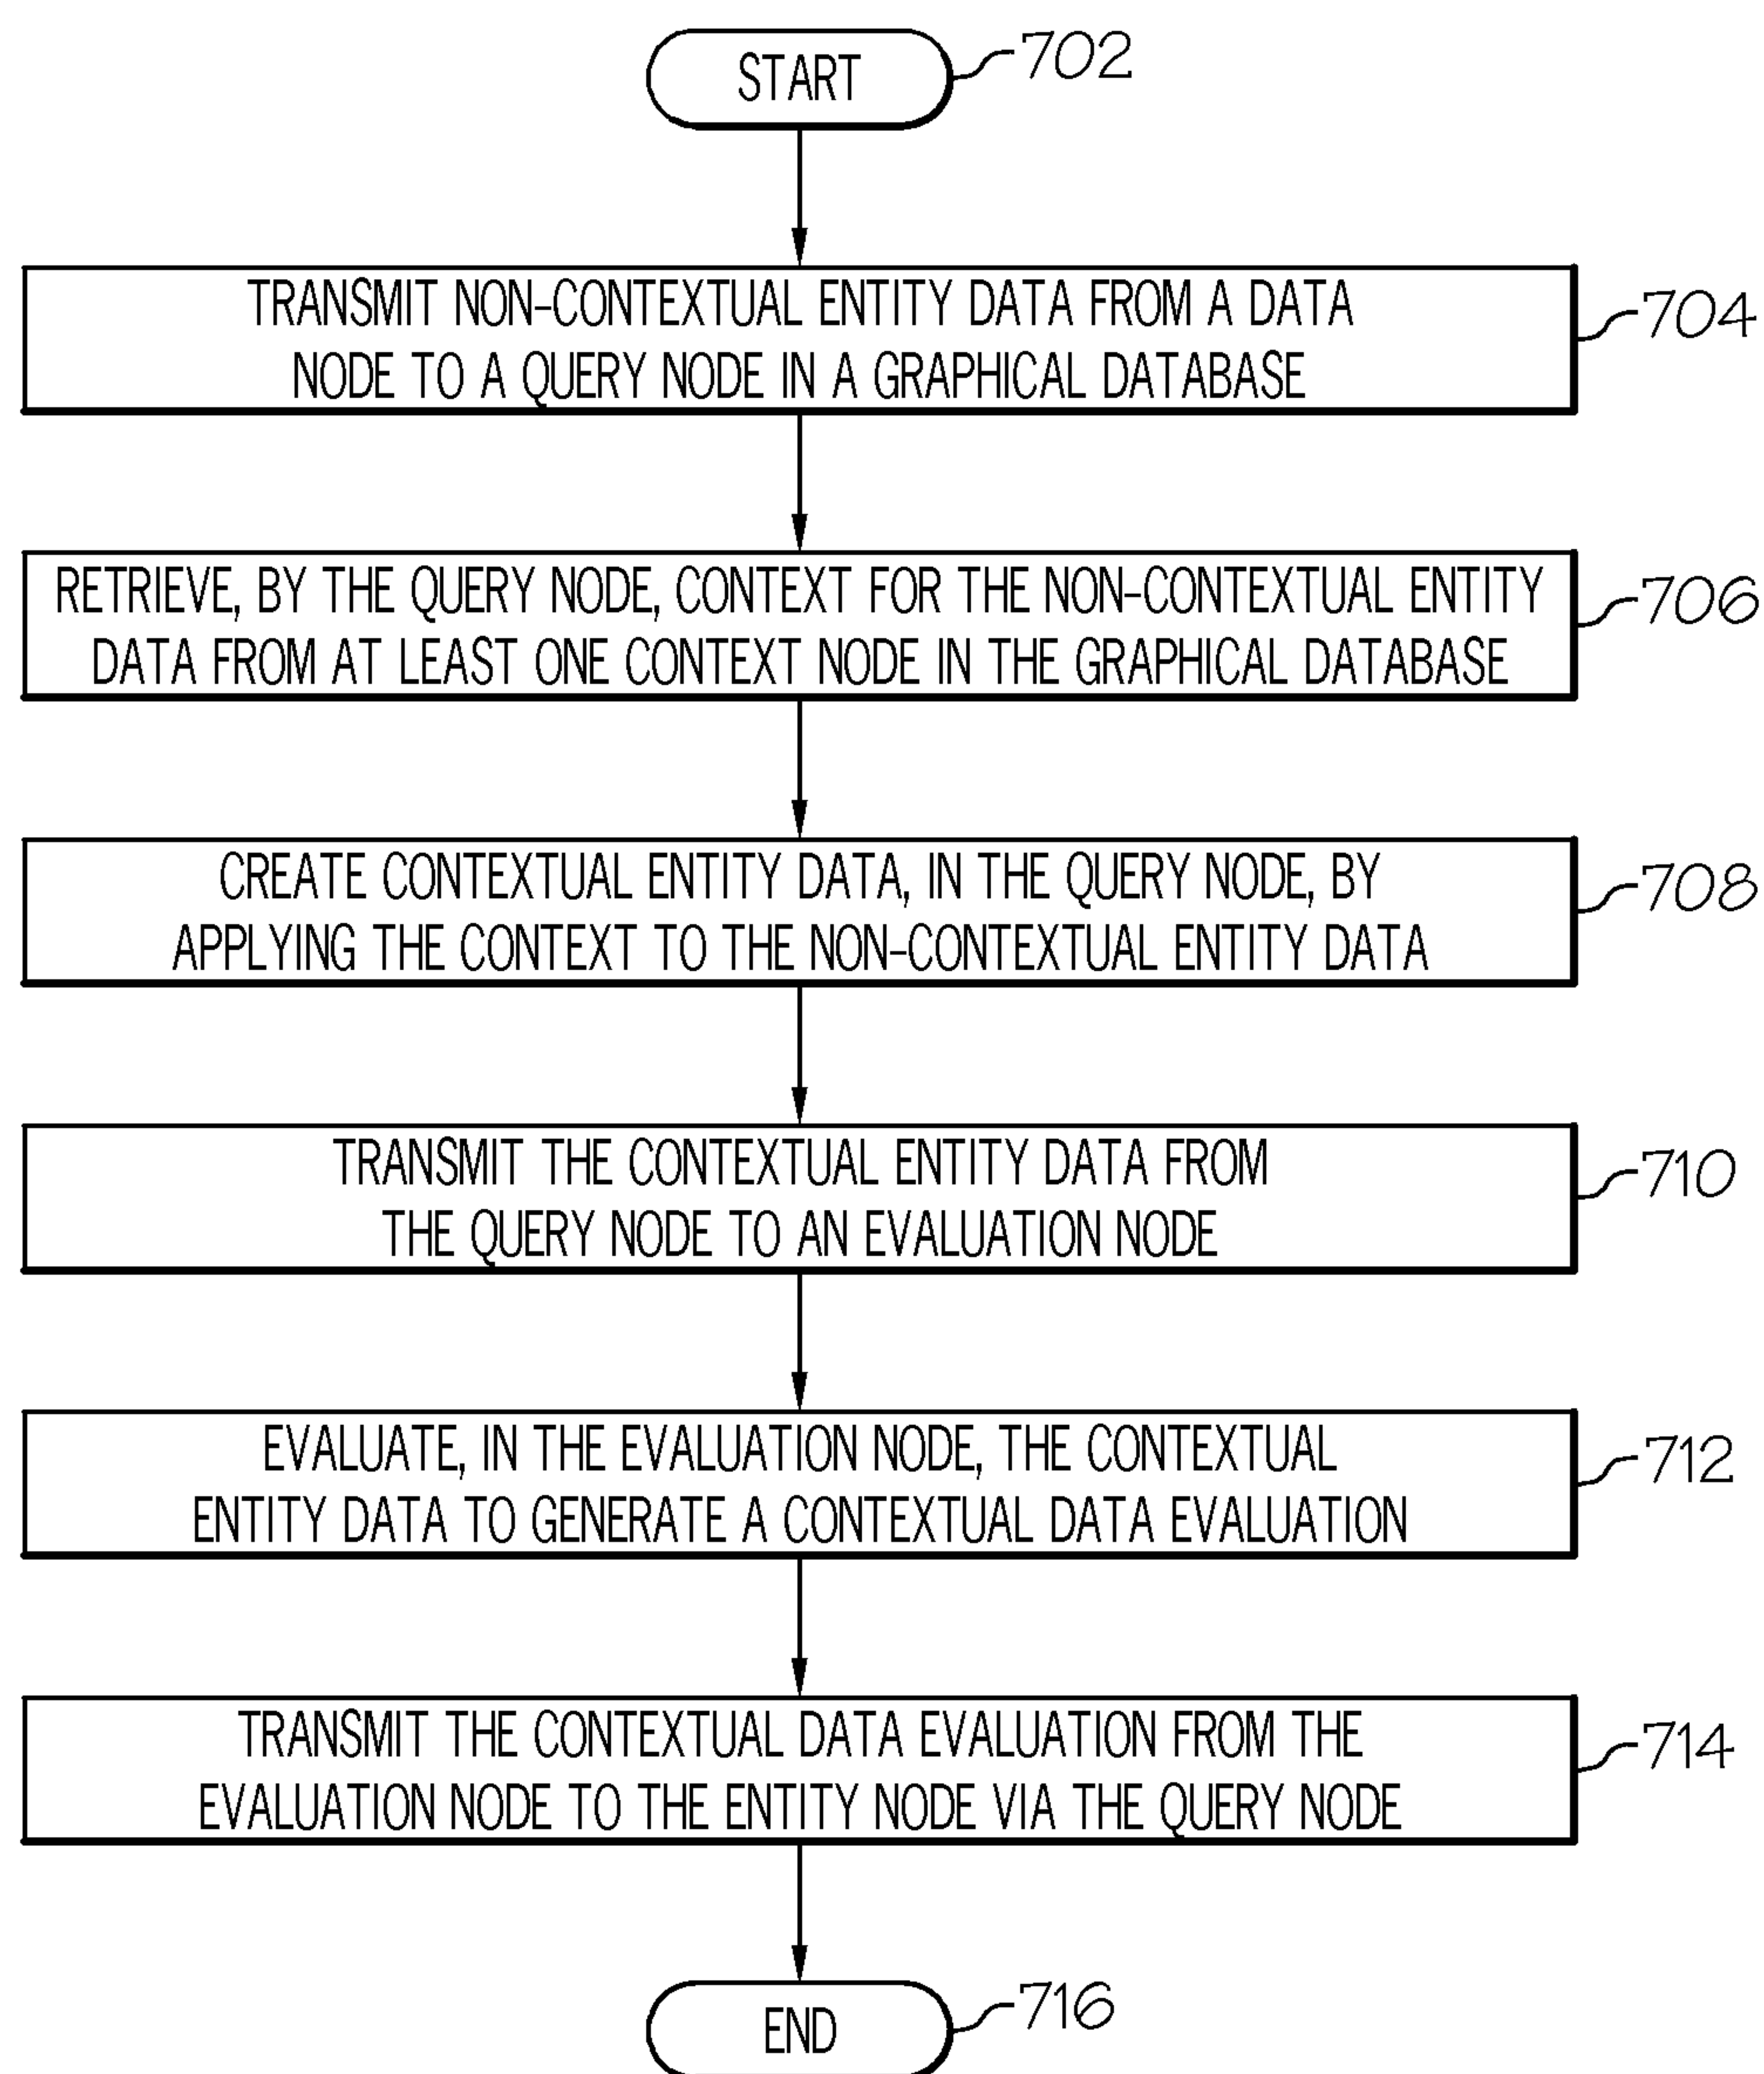 START
702
TRANSMIT NON-CONTEXTUAL ENTITY DATA FROM A DATA
NODE TO A QUERY NODE IN A GRAPHICAL DATABASE
704
RETRIEVE, BY THE QUERY NODE, CONTEXT FOR THE NON-CONTEXTUAL ENTITY
DATA FROM AT LEAST ONE CONTEXT NODE IN THE GRAPHICAL DATABASE
706
CREATE CONTEXTUAL ENTITY DATA, IN THE QUERY NODE, BY
APPLYING THE CONTEXT TO THE NON-CONTEXTUAL ENTITY DATA
708
TRANSMIT THE CONTEXTUAL ENTITY DATA FROM
THE QUERY NODE TO AN EVALUATION NODE
710
EVALUATE, IN THE EVALUATION NODE, THE CONTEXTUAL
ENTITY DATA TO GENERATE A CONTEXTUAL DATA EVALUATION
712
TRANSMIT THE CONTEXTUAL DATA EVALUATION FROM THE
EVALUATION NODE TO THE ENTITY NODE VIA THE QUERY NODE
714
END
716